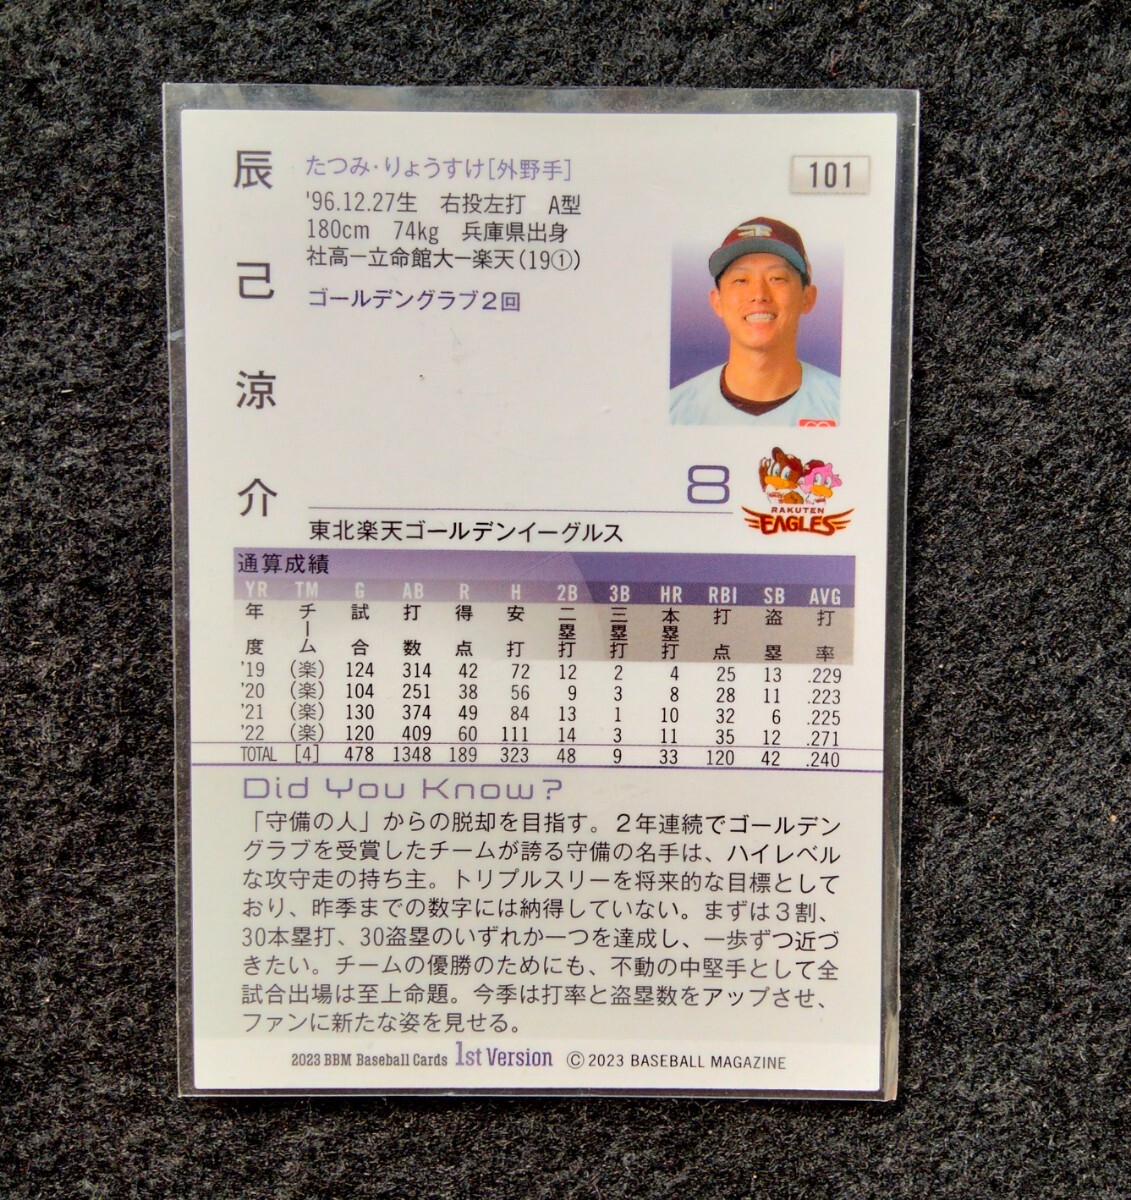 辰己涼介
たつみ・りょうすけ[外野手]
101
'96.12.27生 右投左打 A型
180cm 74kg 兵庫県出身
社高ー立命館大ー楽天(19①)
ゴールデングラブ2回
8
RAKUTEN
EAGLES
東北楽天ゴールデンイーグルス
通算成績
YR TM G AB R H 2B 3B HR RBI SB AVG
年度 チーム 試合 打数 得点 安打 二塁打 三塁打 本塁打 打点 盗塁 打率
'19 (楽) 124 314 42 72 12 2 4 25 13 .229
'20 (楽) 104 251 38 56 9 3 8 28 11 .223
'21 (楽) 130 374 49 84 13 1 10 32 6 .225
'22 (楽) 120 409 60 111 14 3 11 35 12 .271
TOTAL [4] 478 1348 189 323 48 9 33 120 42 .240
Did You Know?
「守備の人」からの脱却を目指す。2年連続でゴールデン
グラブを受賞したチームが誇る守備の名手は、ハイレベル
な攻守走の持ち主。トリプルスリーを将来的な目標として
おり、昨季までの数字には納得していない。まずは3割、
30本塁打、30盗塁のいずれか一つを達成し、一歩ずつ近づ
きたい。チームの優勝のためにも、不動の中堅手として全
試合出場は至上命題。今季は打率と盗塁数をアップさせ、
ファンに新たな姿を見せる。
2023 BBM Baseball Cards 1st Version ©2023 BASEBALL MAGAZINE